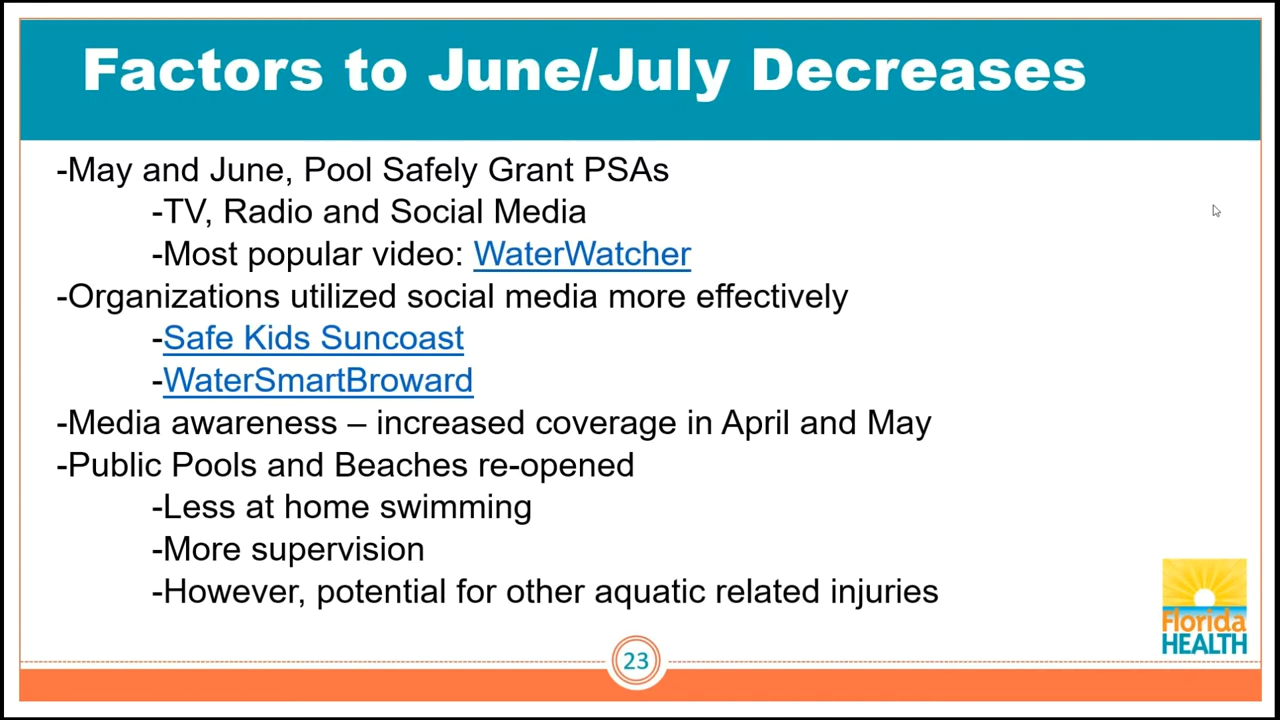 Factors to June/July Decreases
-May and June, Pool Safely Grant PSAs
-TV, Radio and Social Media
-Most popular video: WaterWatcher
-Organizations utilized social media more effectively
-Safe Kids Suncoast
-WaterSmartBroward
-Media awareness – increased coverage in April and May
-Public Pools and Beaches re-opened
-Less at home swimming
-More supervision
-However, potential for other aquatic related injuries
Florida
HEALTH
23